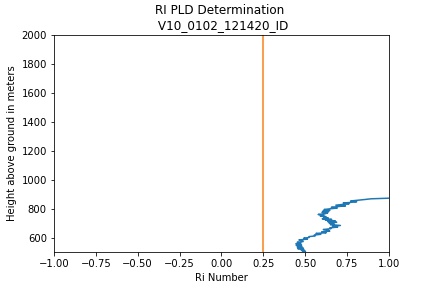 RI PLD Determination
V10_0102_121420_ID
Height above ground in meters
2000
1800
1600
1400
1200
1000
800
600
−1.00 −0.75 −0.50 −0.25 0.00 0.25 0.50 0.75 1.00
Ri Number